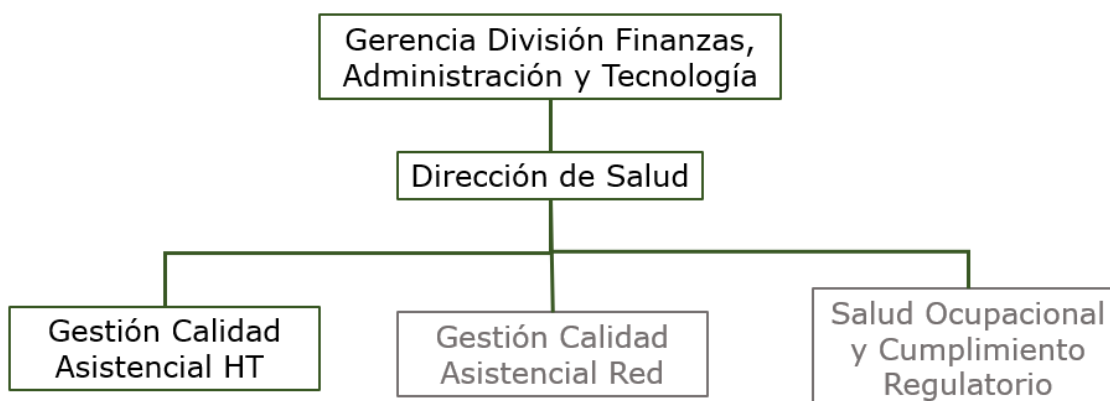 Gerencia División Finanzas,
Administración y Tecnología
Dirección de Salud
Gestión Calidad
Asistencial HT
Gestión Calidad
Asistencial Red
Salud Ocupacional
y Cumplimiento
Regulatorio